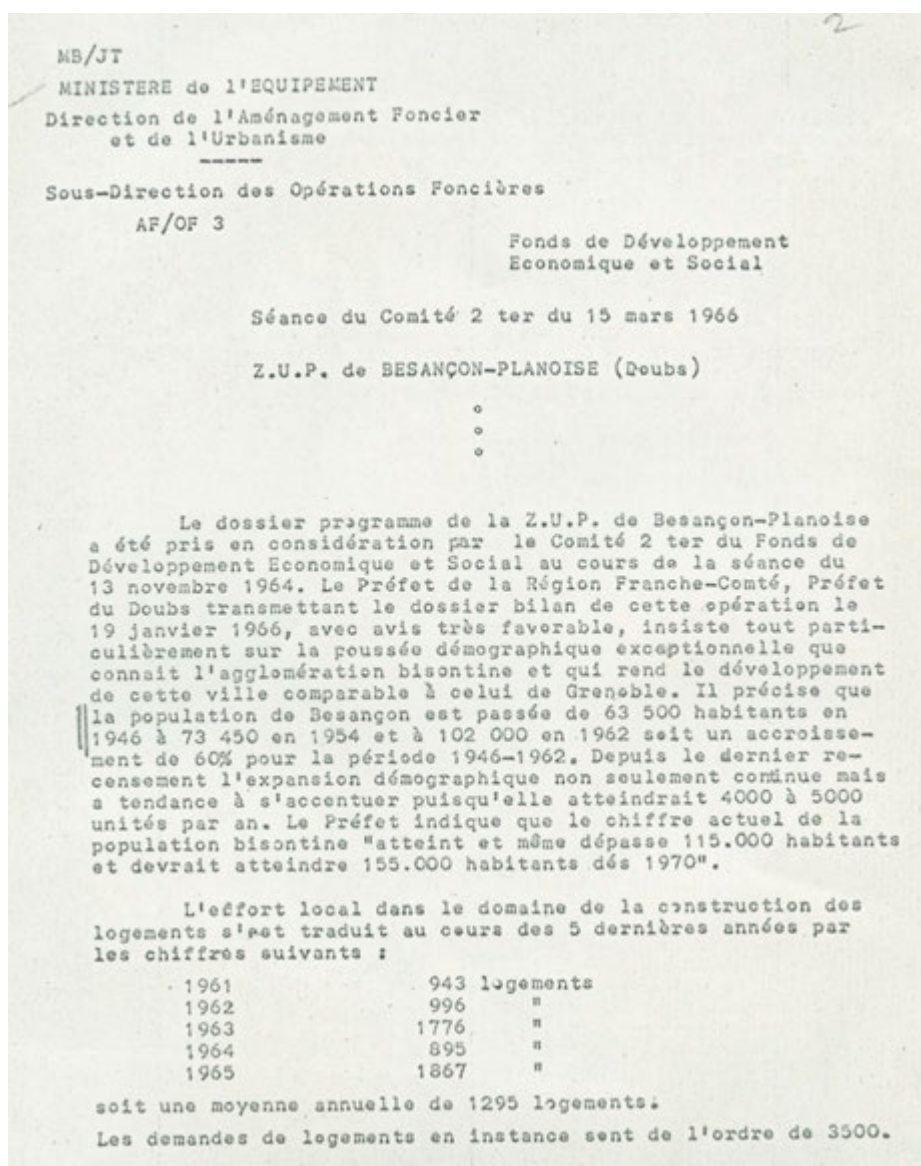 2
MB/JT
MINISTERE de l'EQUIPEMENT
Direction de l'Aménagement Foncier
et de l'Urbanisme
-----
Sous-Direction des Opérations Foncières
AF/OF 3
Fonds de Développement
Economique et Social
Séance du Comité 2 ter du 15 mars 1966
Z.U.P. de BESANÇON-PLANOISE (Doubs)
°
°
°
Le dossier programme de la Z.U.P. de Besançon-Planoise
a été pris en considération par le Comité 2 ter du Fonds de
Développement Economique et Social au cours de la séance du
13 novembre 1964. Le Préfet de la Région Franche-Comté, Préfet
du Doubs transmettant le dossier bilan de cette opération le
19 janvier 1966, avec avis très favorable, insiste tout parti-
culièrement sur la poussée démographique exceptionnelle que
connait l'agglomération bisontine et qui rend le développement
de cette ville comparable à celui de Grenoble. Il précise que
la population de Besançon est passée de 63 500 habitants en
1946 à 73 450 en 1954 et à 102 000 en 1962 soit un accroisse-
ment de 60% pour la période 1946-1962. Depuis le dernier re-
censement l'expansion démographique non seulement continue mais
a tendance à s'accentuer puisqu'elle atteindrait 4000 à 5000
unités par an. Le Préfet indique que le chiffre actuel de la
population bisontine "atteint et même dépasse 115.000 habitants
et devrait atteindre 155.000 habitants dés 1970".
L'effort local dans le domaine de la construction des
logements s'est traduit au cours des 5 dernières années par
les chiffres suivants :
1961 943 logements
1962 996 "
1963 1776 "
1964 895 "
1965 1867 "
soit une moyenne annuelle de 1295 logements.
Les demandes de logements en instance sont de l'ordre de 3500.